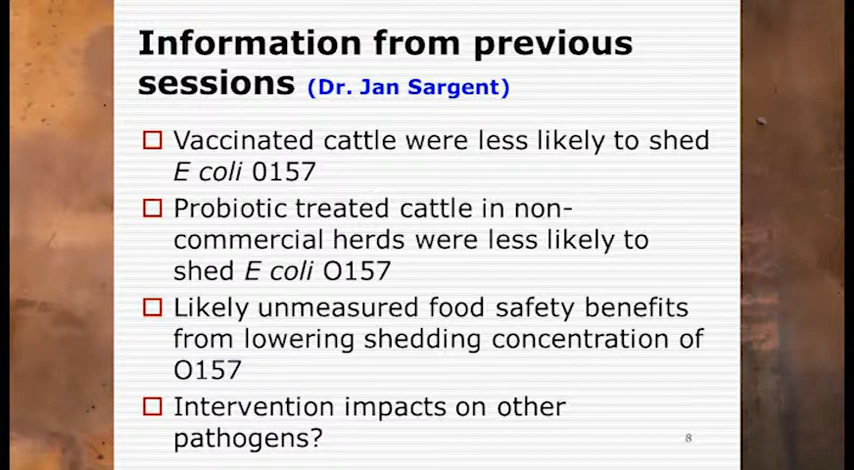 Information from previous
sessions (Dr. Jan Sargent)
Vaccinated cattle were less likely to shed
E coli 0157
Probiotic treated cattle in non-
commercial herds were less likely to
shed E coli O157
Likely unmeasured food safety benefits
from lowering shedding concentration of
O157
Intervention impacts on other
pathogens?
8